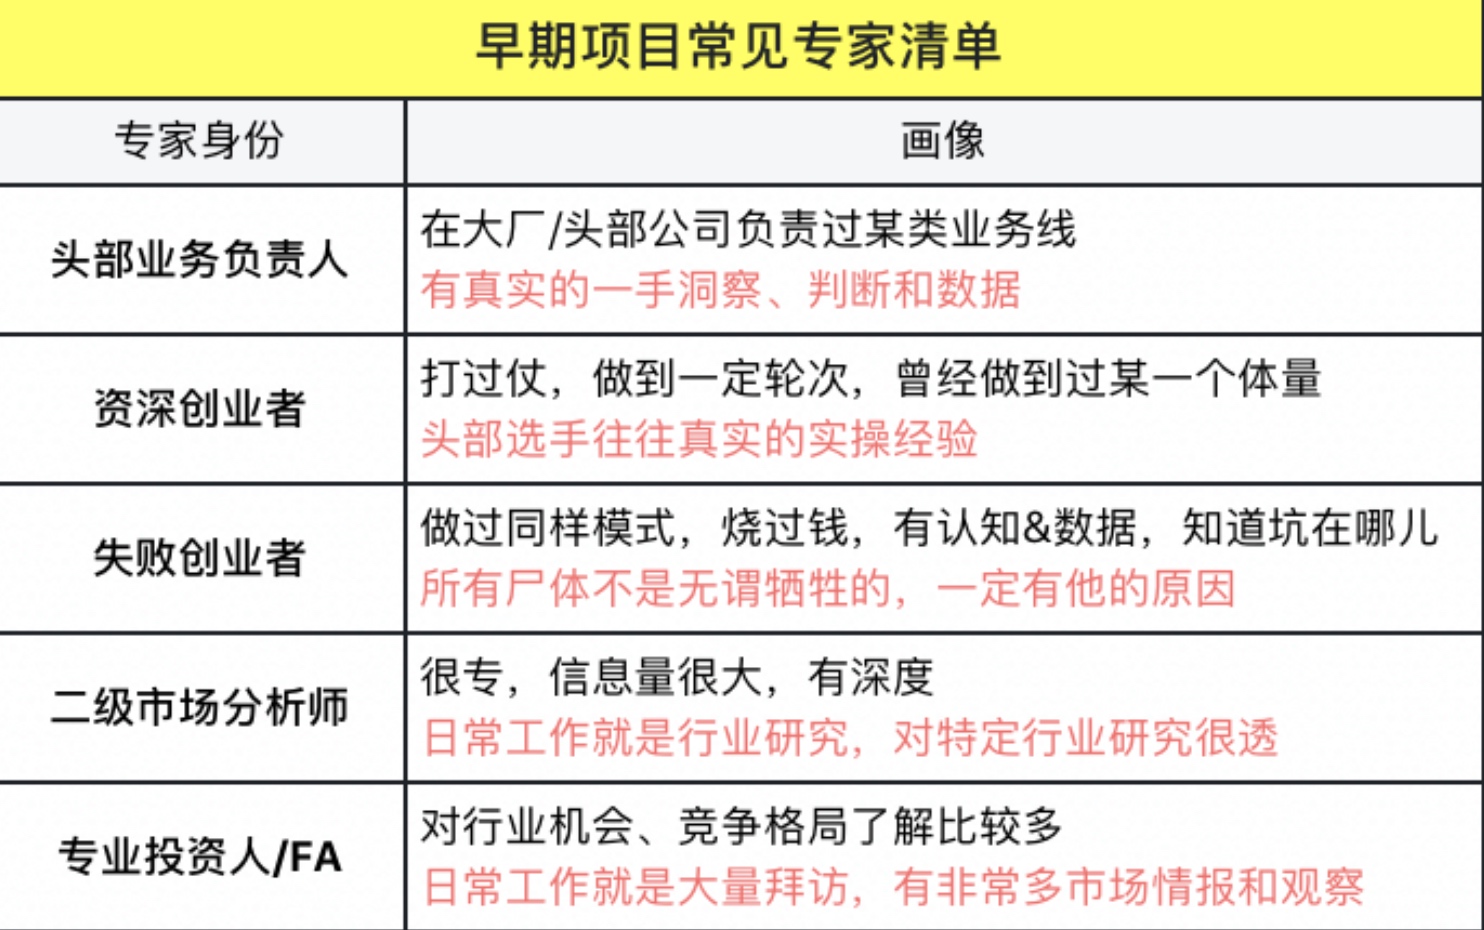 早期项目常见专家清单
专家身份
画像
头部业务负责人
在大厂/头部公司负责过某类业务线
有真实的一手洞察、判断和数据
资深创业者
打过仗，做到一定轮次，曾经做到过某一个体量
头部选手往往真实的实操经验
失败创业者
做过同样模式，烧过钱，有认知&数据，知道坑在哪儿
所有尸体不是无谓牺牲的，一定有他的原因
二级市场分析师
很专，信息量很大，有深度
日常工作就是行业研究，对特定行业研究很透
专业投资人/FA
对行业机会、竞争格局了解比较多
日常工作就是大量拜访，有非常多市场情报和观察